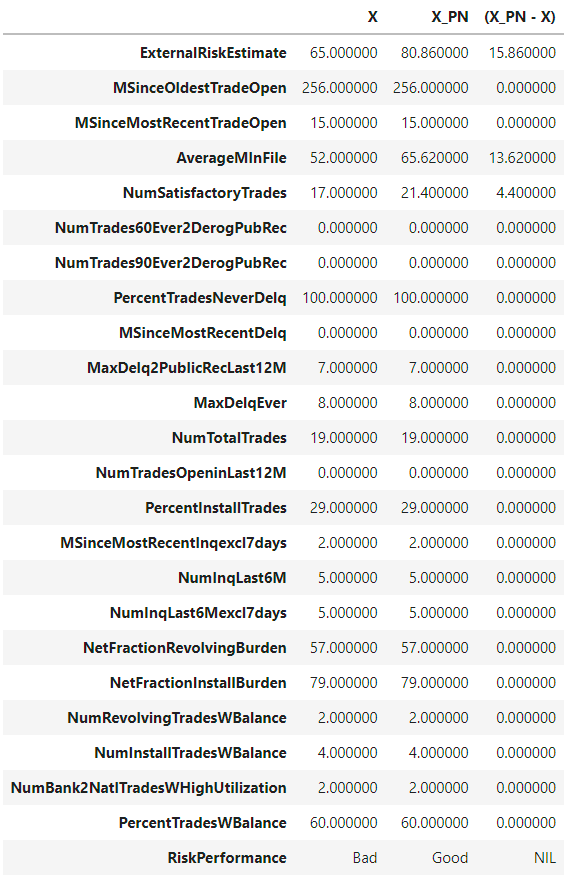 X X_PN (X_PN - X)
ExternalRiskEstimate 65.000000 80.860000 15.860000
MSinceOldestTradeOpen 256.000000 256.000000 0.000000
MSinceMostRecentTradeOpen 15.000000 15.000000 0.000000
AverageMInFile 52.000000 65.620000 13.620000
NumSatisfactoryTrades 17.000000 21.400000 4.400000
NumTrades60Ever2DerogPubRec 0.000000 0.000000 0.000000
NumTrades90Ever2DerogPubRec 0.000000 0.000000 0.000000
PercentTradesNeverDelq 100.000000 100.000000 0.000000
MSinceMostRecentDelq 0.000000 0.000000 0.000000
MaxDelq2PublicRecLast12M 7.000000 7.000000 0.000000
MaxDelqEver 8.000000 8.000000 0.000000
NumTotalTrades 19.000000 19.000000 0.000000
NumTradesOpeninLast12M 0.000000 0.000000 0.000000
PercentInstallTrades 29.000000 29.000000 0.000000
MSinceMostRecentInqexcl7days 2.000000 2.000000 0.000000
NumInqLast6M 5.000000 5.000000 0.000000
NumInqLast6Mexcl7days 5.000000 5.000000 0.000000
NetFractionRevolvingBurden 57.000000 57.000000 0.000000
NetFractionInstallBurden 79.000000 79.000000 0.000000
NumRevolvingTradesWBalance 2.000000 2.000000 0.000000
NumInstallTradesWBalance 4.000000 4.000000 0.000000
NumBank2NatlTradesWHighUtilization 2.000000 2.000000 0.000000
PercentTradesWBalance 60.000000 60.000000 0.000000
RiskPerformance Bad Good NIL